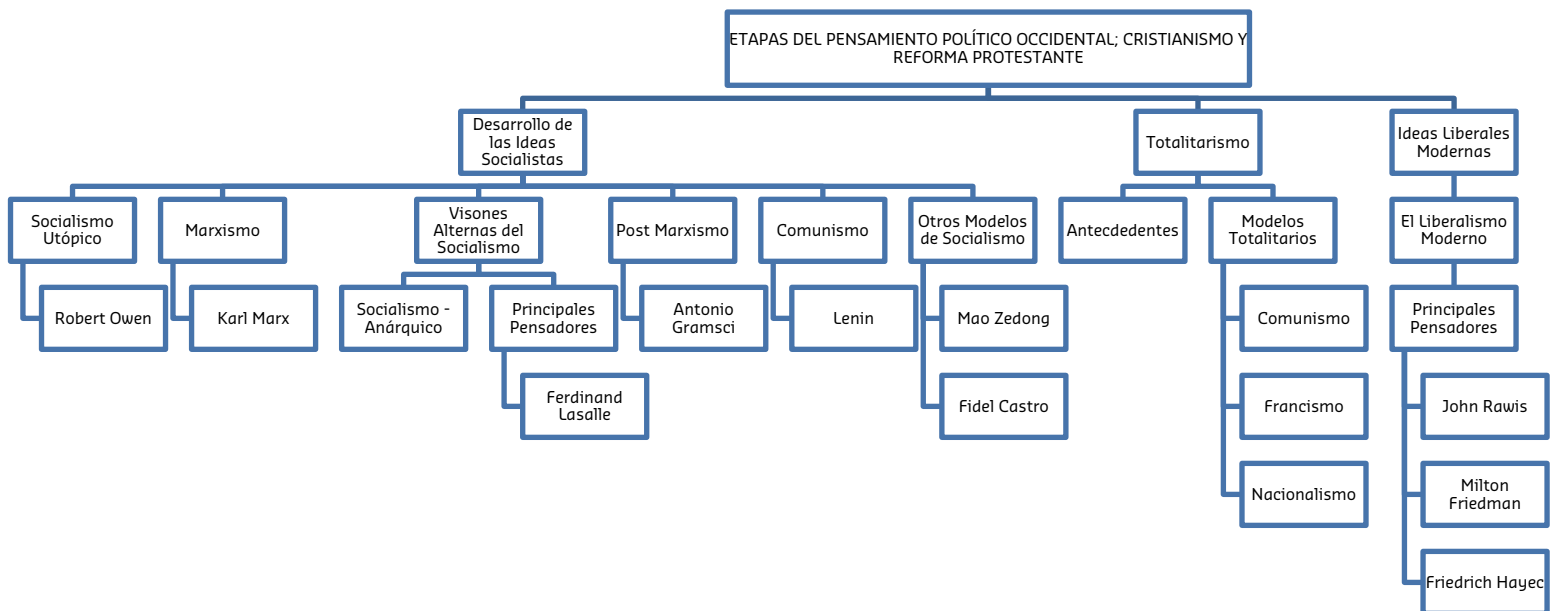 ETAPAS DEL PENSAMIENTO POLÍTICO OCCIDENTAL; CRISTIANISMO Y
REFORMA PROTESTANTE
Desarrollo de
las Ideas
Socialistas
Socialismo
Utópico
Robert Owen
Marxismo
Karl Marx
Visones
Alternas del
Socialismo
Socialismo -
Anárquico
Principales
Pensadores
Ferdinand
Lasalle
Post Marxismo
Antonio
Gramsci
Comunismo
Lenin
Otros Modelos
de Socialismo
Mao Zedong
Fidel Castro
Totalitarismo
Antecdedentes
Modelos
Totalitarios
Comunismo
Francismo
Nacionalismo
Ideas Liberales
Modernas
El Liberalismo
Moderno
Principales
Pensadores
John Rawis
Milton
Friedman
Friedrich Hayec